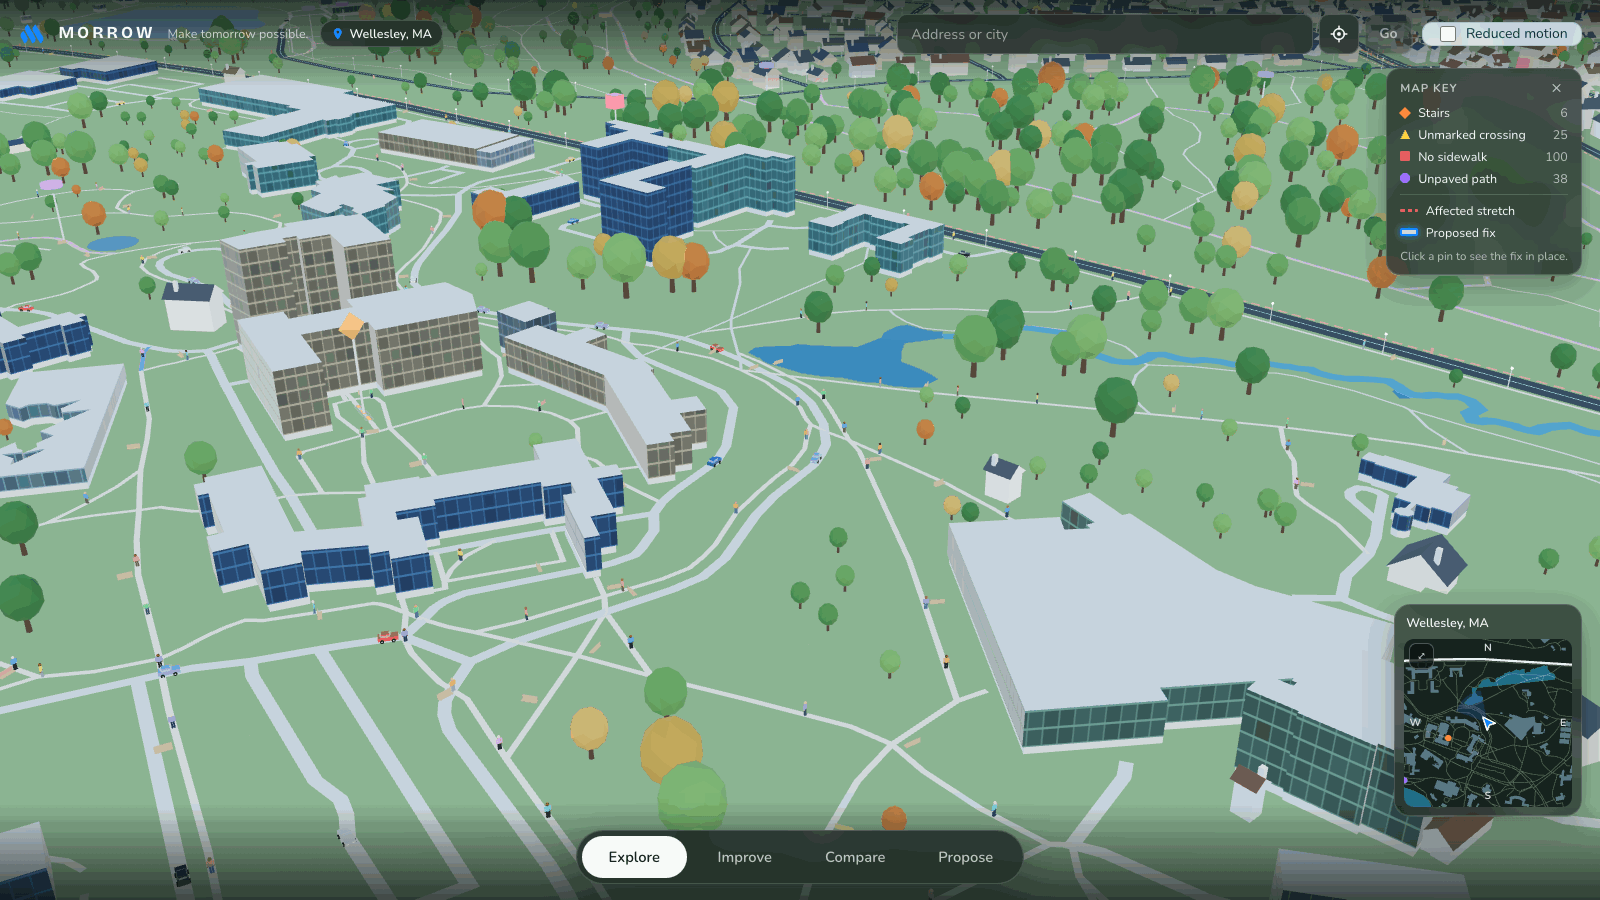 MORROW
Make tomorrow possible.
Wellesley, MA
Address or city
Go
Reduced motion
MAP KEY
Stairs 6
Unmarked crossing 25
No sidewalk 100
Unpaved path 38
Affected stretch
Proposed fix
Click a pin to see the fix in place.
Wellesley, MA
N
W
E
S
Explore
Improve
Compare
Propose